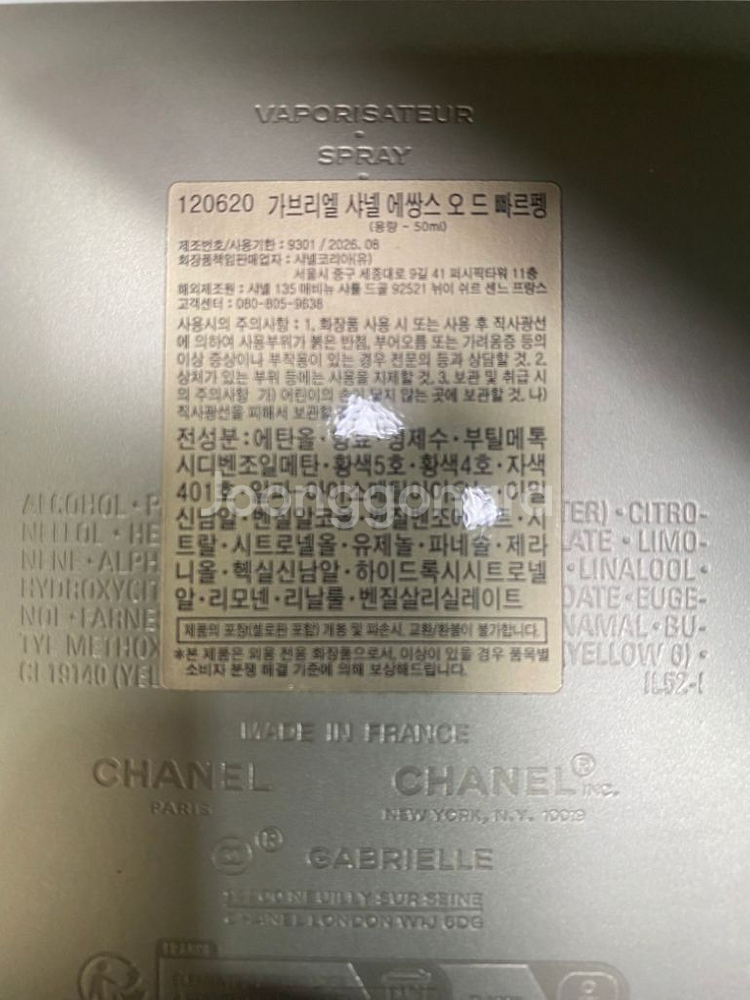 VAPORISATEUR
SPRAY
120620 가브리엘 샤넬 에쌍스 오 드 빠르펭
(용량 - 50ml)
제조번호/사용기한 : 9301 / 2026. 08
화장품책임판매업자 : 샤넬코리아(유)
서울시 중구 세종대로 9길 41 퍼시픽타워 11층
해외제조원 : 샤넬 135 애비뉴 샤를 드골 92521 뉘이 쉬르 센느 프랑스
고객센터 : 080-805-9638
사용시의 주의사항 : 1. 화장품 사용 시 또는 사용 후 직사광선
에 의하여 사용부위가 붉은 반점, 부어오름 또는 가려움증 등의
이상 증상이나 부작용이 있는 경우 전문의 등과 상담할 것. 2.
상처가 있는 부위 등에는 사용을 자제할 것. 3. 보관 및 취급 시
의 주의사항 가) 어린이의 손이 닿지 않는 곳에 보관할 것. 나)
직사광선을 피해서 보관할
전성분 : 에탄올 · 향료 · 정제수 · 부틸메톡
시디벤조일메탄 · 황색5호 · 황색4호 · 자색
401호 · 이일
신남알 · 벤질알코 · 시
트랄 · 시트로넬올 · 유제놀 · 파네솔 · 제라
니올 · 헥실신남알 · 하이드록시시트로넬
알 · 리모넨 · 리날룰 · 벤질살리실레이트
제품의 포장(셀로판 포함) 개봉 및 파손시, 교환/환불이 불가합니다.
*본 제품은 외용 전용 화장품으로서, 이상이 있을 경우 품목별
소비자 분쟁 해결 기준에 의해 보상해드립니다.
ALCOHOL · P
TER) · CITRO-
NELLOL · HE
LATE · LIMO-
NENE · ALPH
· LINALOOL ·
HYDROXYCIT
OATE · EUGE-
NOL · FARNE
NAMAL · BU-
TYL METHOX
(YELLOW 6) ·
CI 19140 (YEL
IL52-1
Joonggonara
MADE IN FRANCE
CHANEL
CHANEL® INC.
PARIS
NEW YORK, N.Y. 10019
® GABRIELLE
NEUILLY SUR SEINE
CHANEL LONDON W1J 6DG
FRANCE